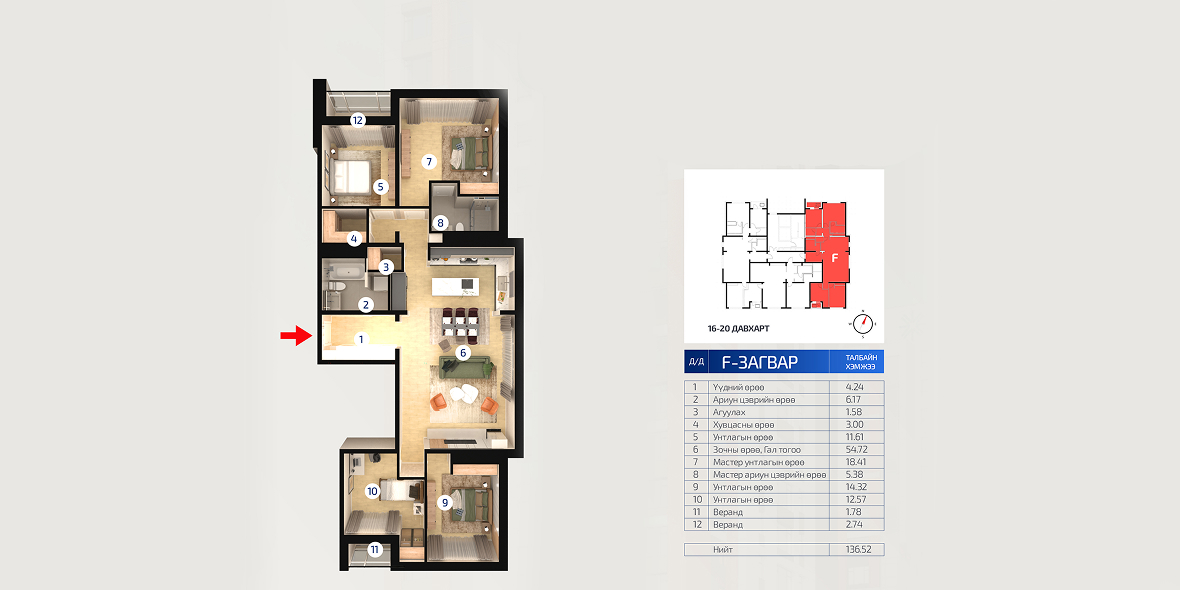 12
7
5
8
4
3
2
1
6
10
9
11
F
N
W
E
S
16-20 ДАВХАРТ
Д/Д F-ЗАГВАР ТАЛБАЙН ХЭМЖЭЭ
1 Үүдний өрөө 4.24
2 Ариун цэврийн өрөө 6.17
3 Агуулах 1.58
4 Хувцасны өрөө 3.00
5 Унтлагын өрөө 11.61
6 Зочны өрөө, Гал тогоо 54.72
7 Мастер унтлагын өрөө 18.41
8 Мастер ариун цэврийн өрөө 5.38
9 Унтлагын өрөө 14.32
10 Унтлагын өрөө 12.57
11 Веранд 1.78
12 Веранд 2.74
Нийт 136.52